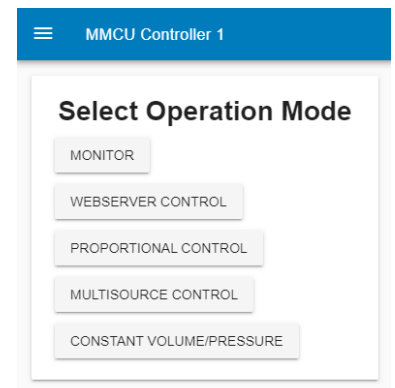 MMCU Controller 1
Select Operation Mode
MONITOR
WEBSERVER CONTROL
PROPORTIONAL CONTROL
MULTISOURCE CONTROL
CONSTANT VOLUME/PRESSURE